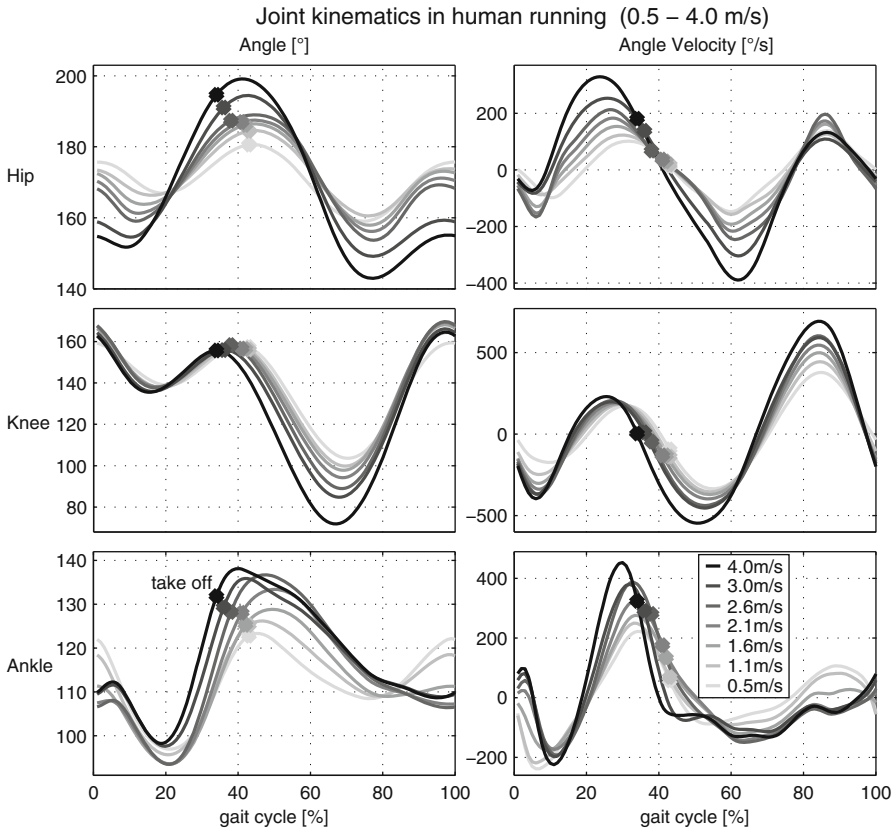 Joint kinematics in human running (0.5 – 4.0 m/s)
Angle [°]
Angle Velocity [°/s]
Hip
200
180
160
140
200
0
−200
−400
Knee
160
140
120
100
80
500
0
−500
Ankle
140
130
120
110
100
take off
400
200
0
−200
4.0m/s
3.0m/s
2.6m/s
2.1m/s
1.6m/s
1.1m/s
0.5m/s
0 20 40 60 80 100
0 20 40 60 80 100
gait cycle [%]
gait cycle [%]